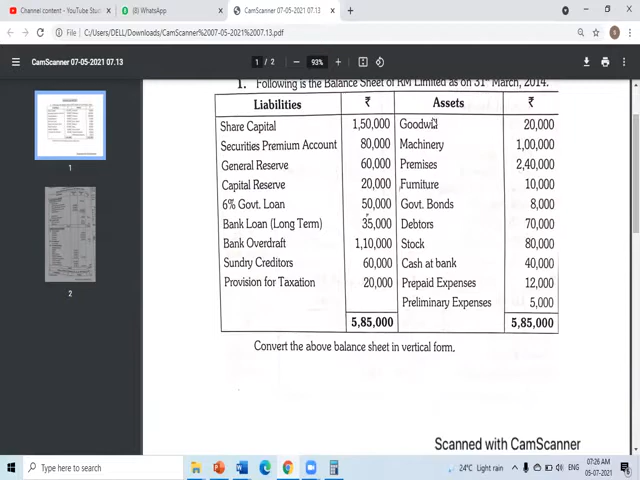 Channel content - YouTube Stud
WhatsApp
CamScanner 07-05-2021 07.13
File C:/Users/DELL/Downloads/CamScanner%2007-05-2021%2007.13.pdf
CamScanner 07-05-2021 07.13
1 / 2 93%
1. Following is the Balance Sheet of RM Limited as on 31st March, 2014.
Liabilities ₹ Assets ₹
Share Capital 1,50,000 Goodwill 20,000
Securities Premium Account 80,000 Machinery 1,00,000
General Reserve 60,000 Premises 2,40,000
Capital Reserve 20,000 Furniture 10,000
6% Govt. Loan 50,000 Govt. Bonds 8,000
Bank Loan (Long Term) 35,000 Debtors 70,000
Bank Overdraft 1,10,000 Stock 80,000
Sundry Creditors 60,000 Cash at bank 40,000
Provision for Taxation 20,000 Prepaid Expenses 12,000
Preliminary Expenses 5,000
5,85,000 5,85,000
Convert the above balance sheet in vertical form.
1
2
Scanned with CamScanner
Type here to search
24°C Light rain
ENG
07:26 AM
05-07-2021